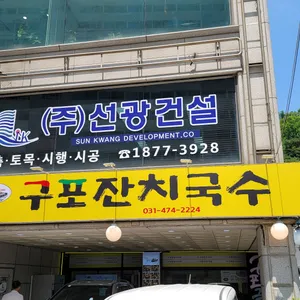 SK
(주)선광건설
SUN KWANG DEVELOPMENT.CO
토목·시행·시공 ☎1877-3928
구포잔치국수
031-474-2224